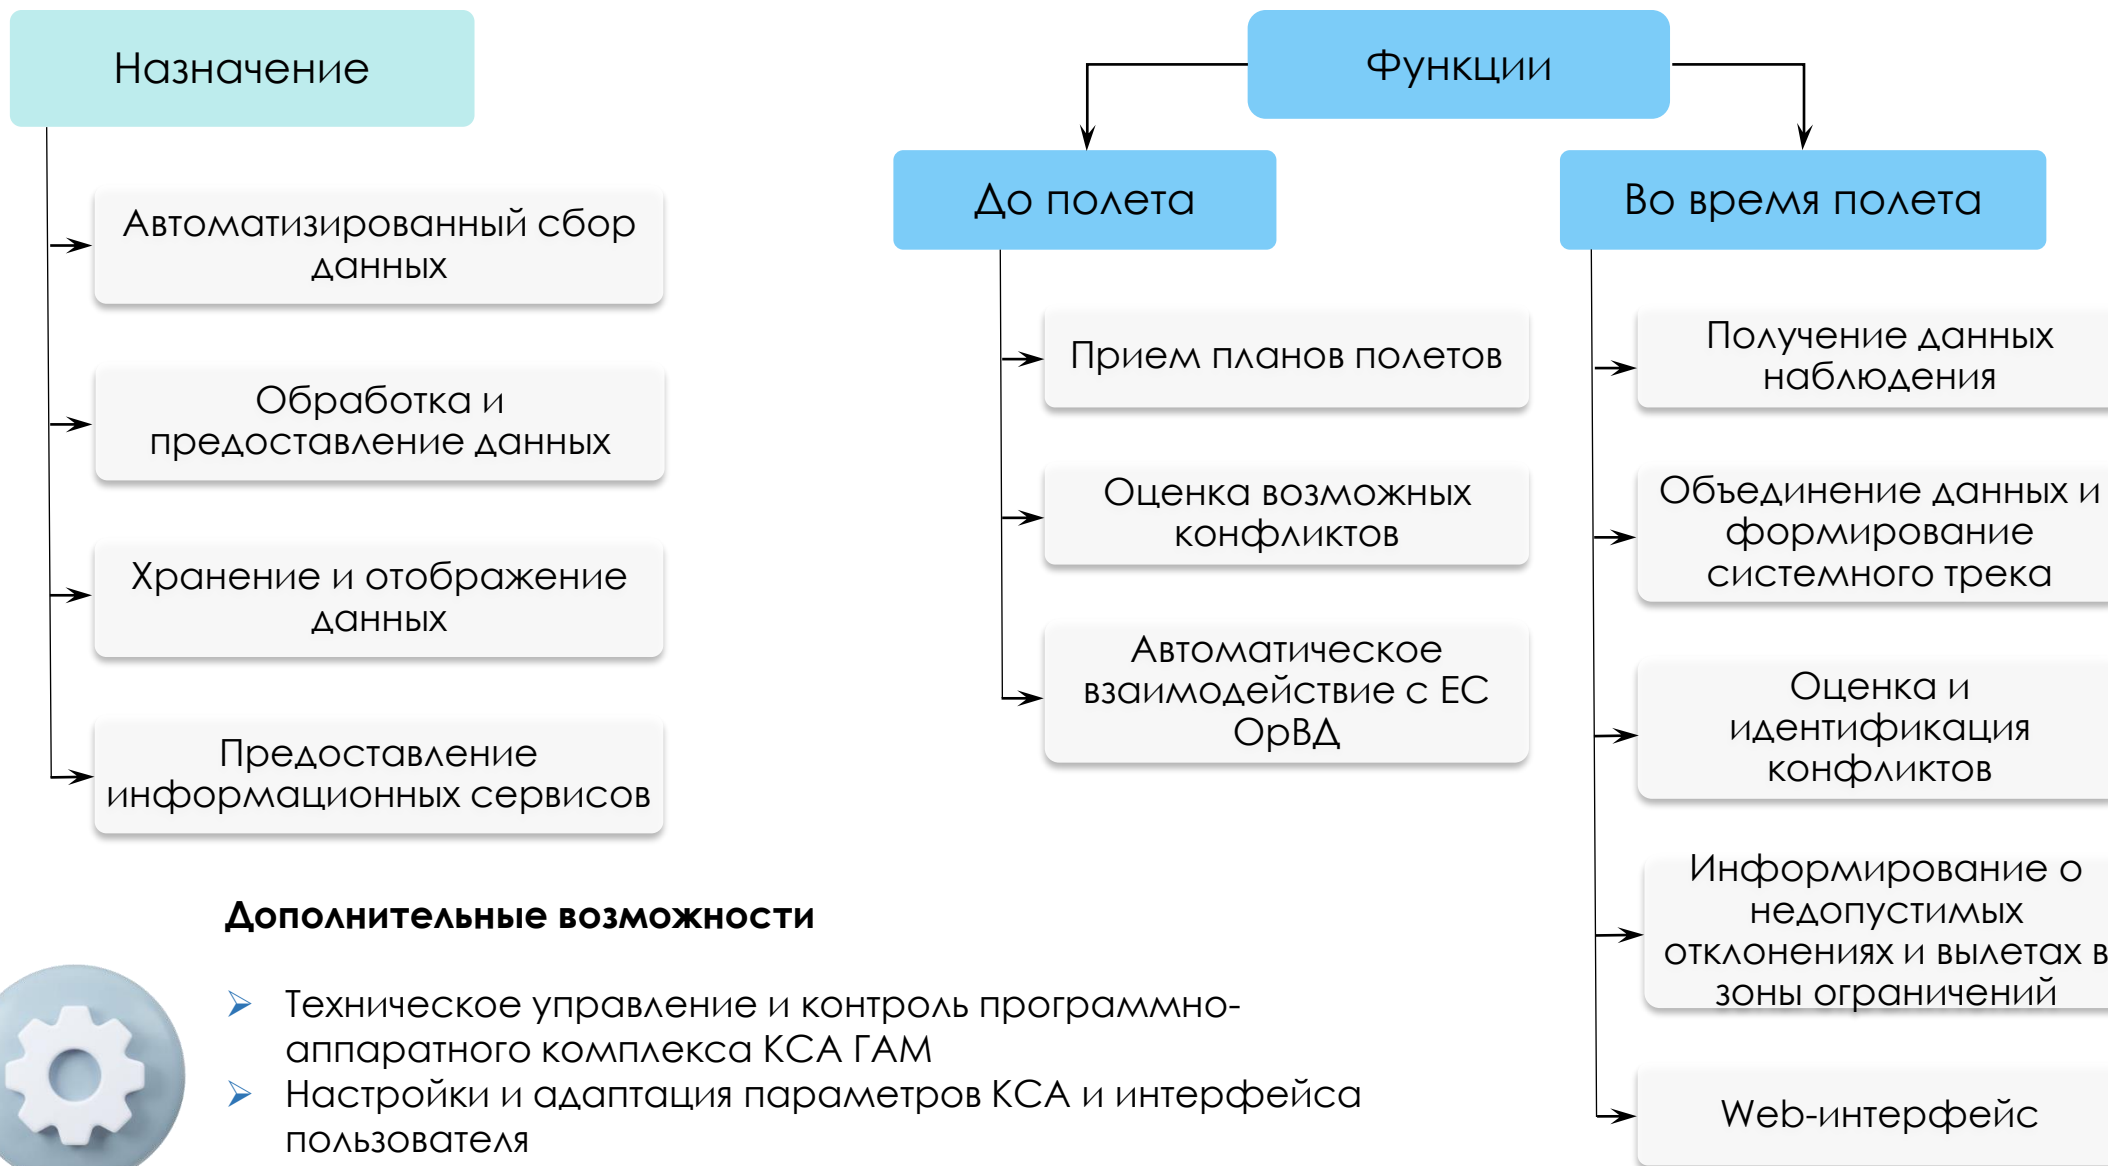 Назначение
Автоматизированный сбор
данных
Обработка и
предоставление данных
Хранение и отображение
данных
Предоставление
информационных сервисов
Функции
До полета
Прием планов полетов
Оценка возможных
конфликтов
Автоматическое
взаимодействие с ЕС
ОрВД
Во время полета
Получение данных
наблюдения
Объединение данных и
формирование
системного трека
Оценка и
идентификация
конфликтов
Информирование о
недопустимых
отклонениях и вылетах в
зоны ограничений
Web-интерфейс
Дополнительные возможности
Техническое управление и контроль программно-
аппаратного комплекса КСА ГАМ
Настройки и адаптация параметров КСА и интерфейса
пользователя